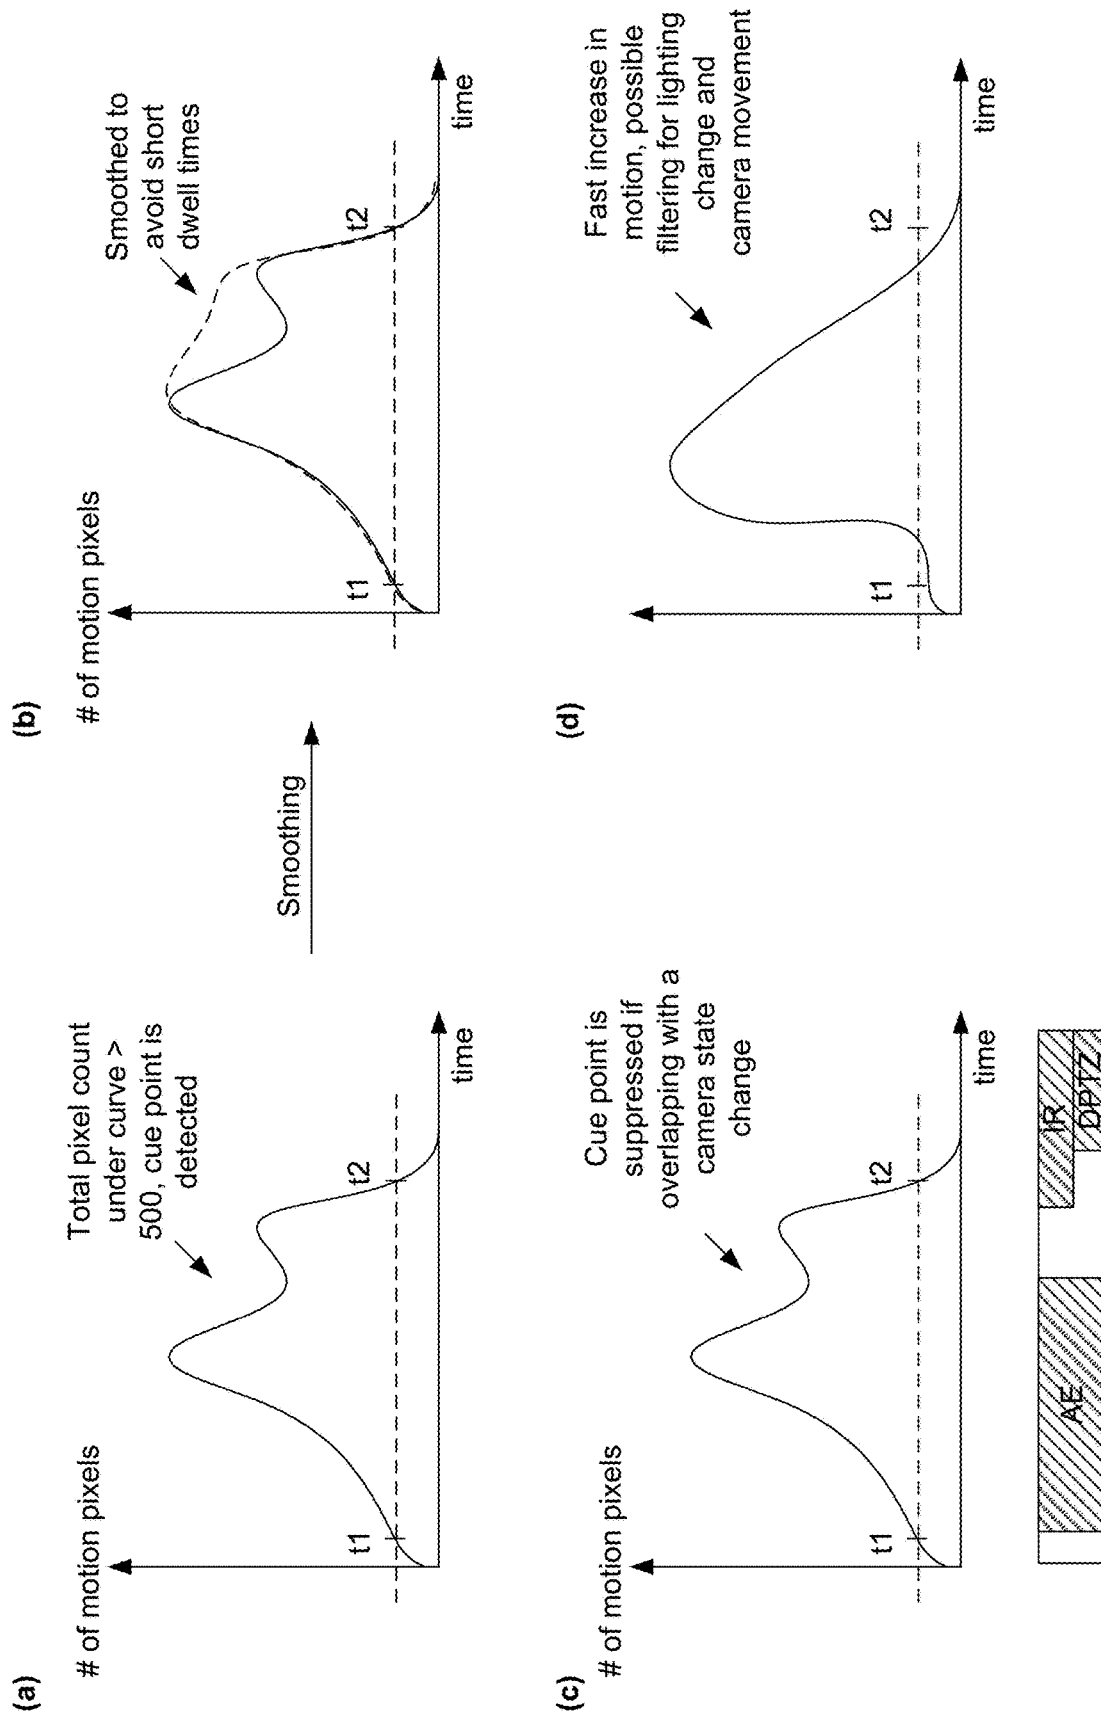 (a)
# of motion pixels
Total pixel count
under curve >
500, cue point is
detected
t1
t2
time
Smoothing
(b)
# of motion pixels
Smoothed to
avoid short
dwell times
t1
t2
time
(c)
# of motion pixels
Cue point is
suppressed if
overlapping with a
camera state
change
t1
t2
time
AE
IR
DPTZ
(d)
Fast increase in
motion, possible
filtering for lighting
change and
camera movement
t1
t2
time